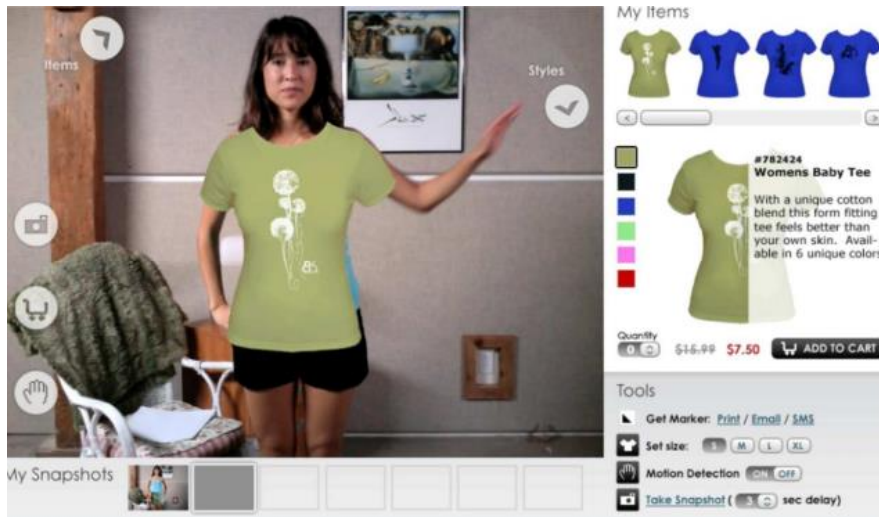 Items
Styles
My Items
#782424
Womens Baby Tee
With a unique cotton
blend this form fitting
tee feels better than
your own skin. Avail-
able in 6 unique colors
Quantity
0
$15.99 $7.50 ADD TO CART
Tools
Get Marker: Print / Email / SMS
Set size: S M L XL
Motion Detection ON OFF
Take Snapshot ( 3 sec delay)
My Snapshots